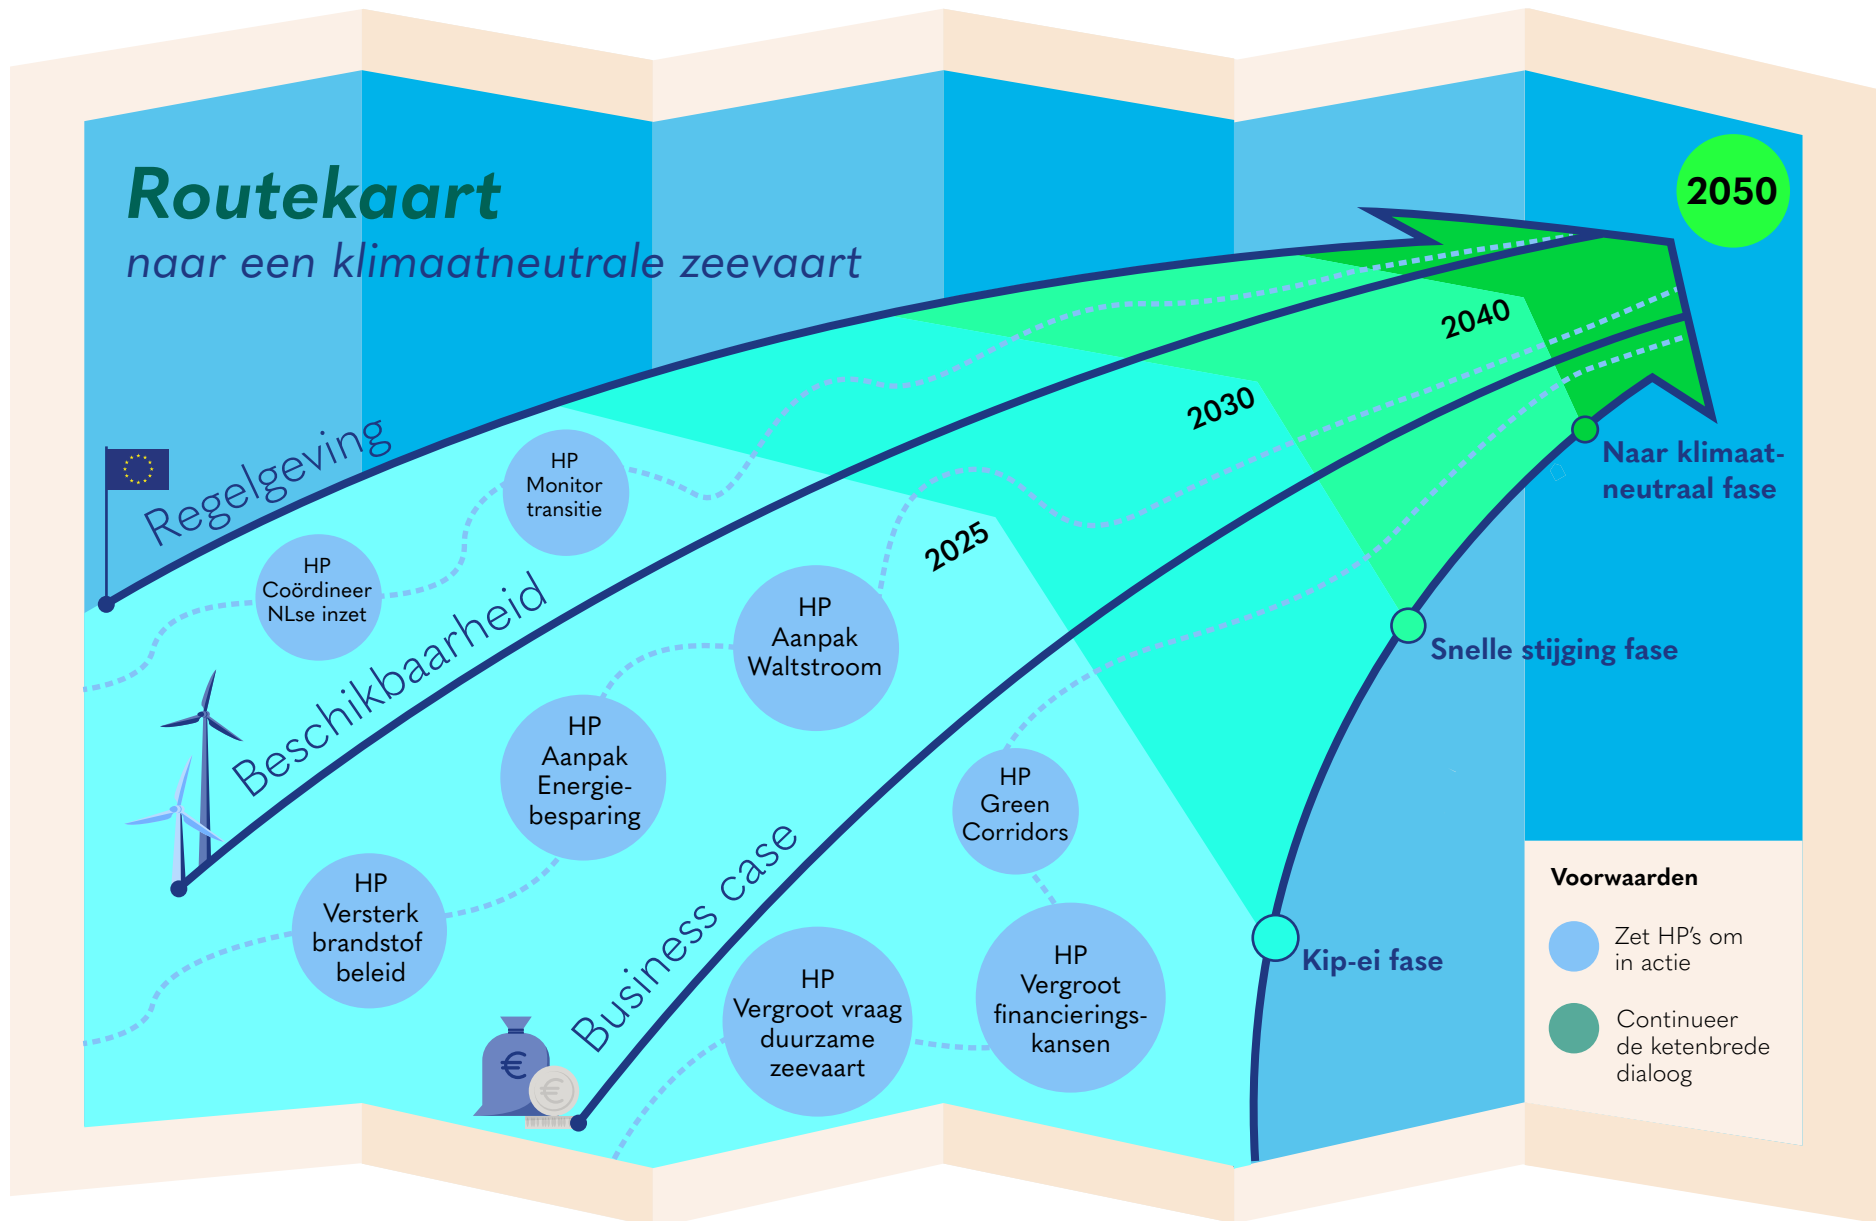 Routekaart
naar een klimaatneutrale zeevaart
2050
2040
2030
2025
Regelgeving
HP
Monitor
transitie
HP
Coördineer
NLse inzet
Beschikbaarheid
HP
Aanpak
Waltstroom
HP
Aanpak
Energie-
besparing
HP
Versterk
brandstof
beleid
Business case
HP
Green
Corridors
HP
Vergroot
financierings-
kansen
HP
Vergroot vraag
duurzame
zeevaart
€
€
Naar klimaat-
neutraal fase
Snelle stijging fase
Kip-ei fase
Voorwaarden
Zet HP's om
in actie
Continueer
de ketenbrede
dialoog